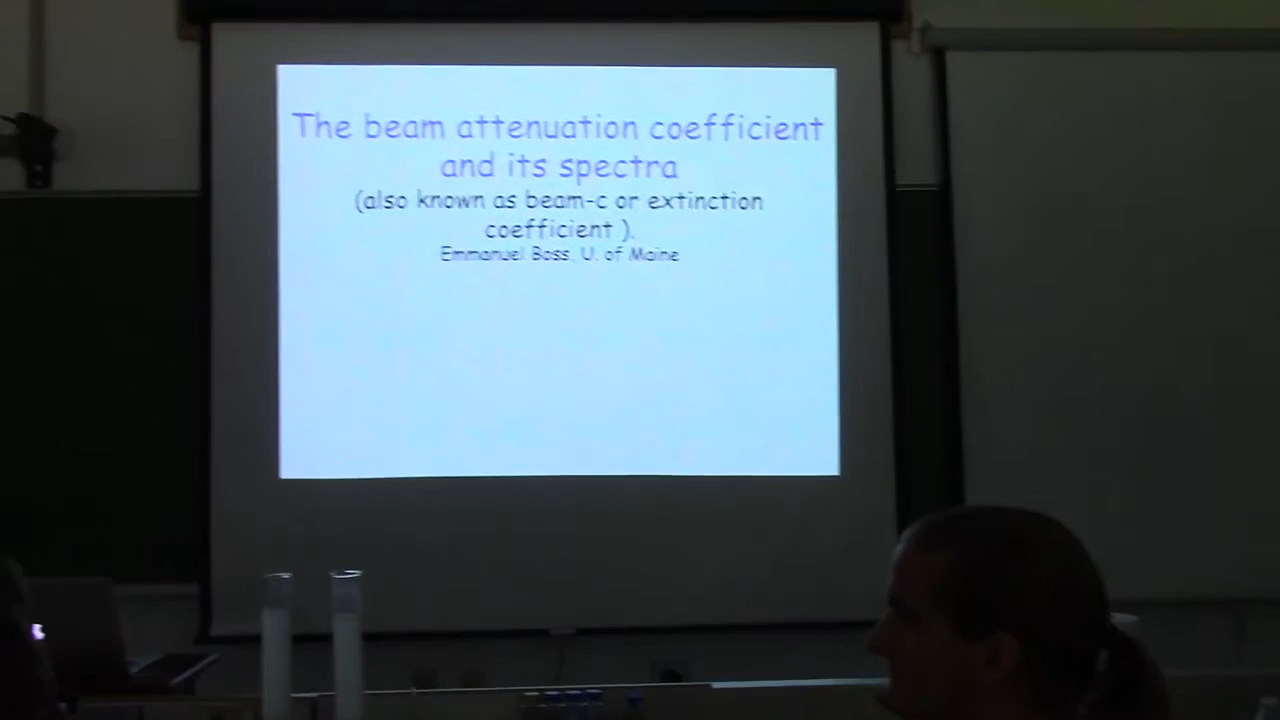 The beam attenuation coefficient
and its spectra
(also known as beam-c or extinction
coefficient ).
Emmanuel Boss, U. of Maine